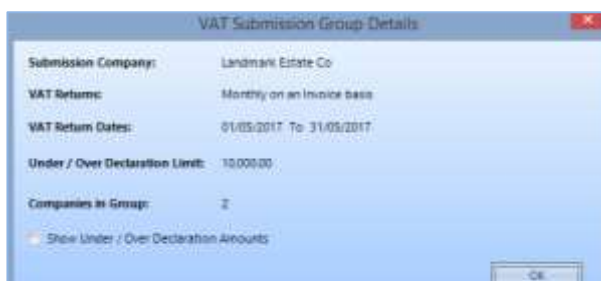 VAT Submission Group Details
Submission Company: Landmark Estate Co
VAT Returns: Monthly on an Invoice basis
VAT Return Dates: 01/05/2017 To 31/05/2017
Under / Over Declaration Limit: 10,000.00
Companies in Group: 2
Show Under / Over Declaration Amounts
OK